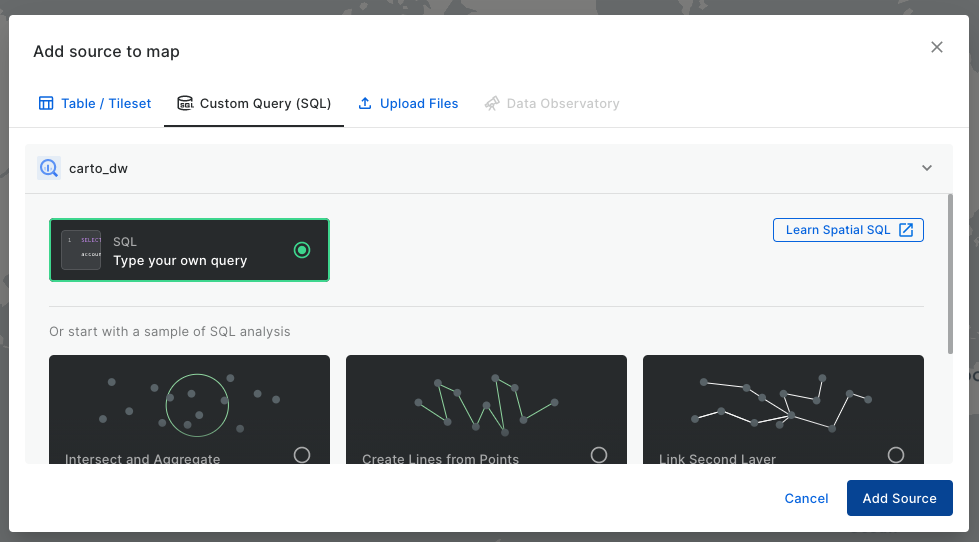 Add source to map
Table / Tileset
Custom Query (SQL)
Upload Files
Data Observatory
carto_dw
1 SELECT
accoun
SQL
Type your own query
Learn Spatial SQL
Or start with a sample of SQL analysis
Intersect and Aggregate
Create Lines from Points
Link Second Layer
Cancel
Add Source